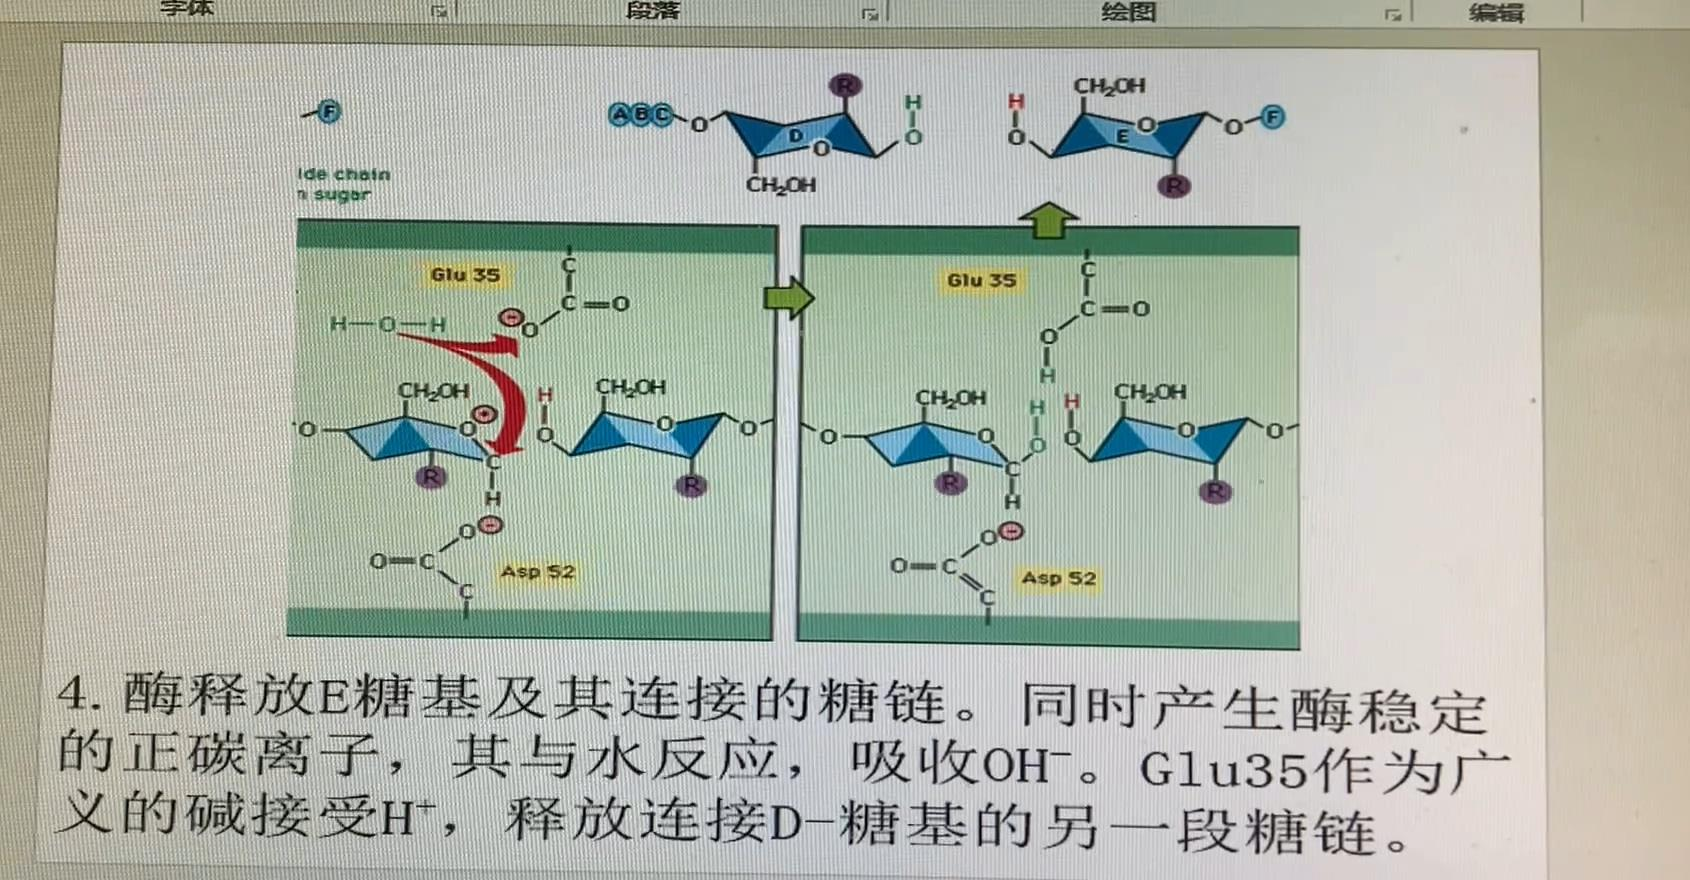 字体 段落 绘图 编辑
F
ABC O D O R H O CH₂OH
H O CH₂OH O E R O F
ide chain
n sugar
Glu 35 C C=O O ⊖
H—O—H
CH₂OH O ⊕ C H R O
H O CH₂OH O R O
O=C O ⊖ C Asp 52
Glu 35 C C=O O H
O CH₂OH O C H R H O
H O CH₂OH O R O
O=C O ⊖ C Asp 52
4. 酶释放E糖基及其连接的糖链。同时产生酶稳定
的正碳离子，其与水反应，吸收OH⁻。Glu35作为广
义的碱接受H⁺，释放连接D-糖基的另一段糖链。